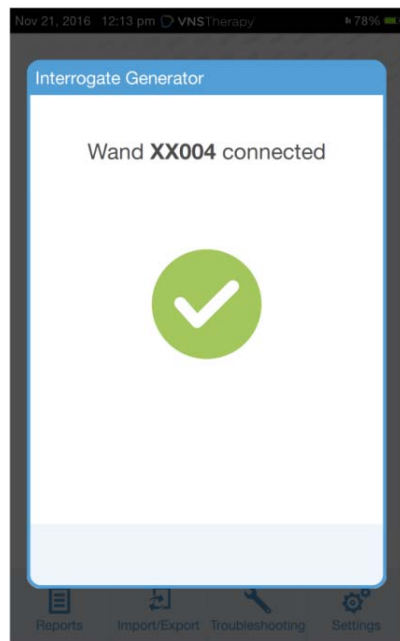 Nov 21, 2016 12:13 pm VNSTherapy 78%
Interrogate Generator
Wand XX004 connected
Reports Import/Export Troubleshooting Settings